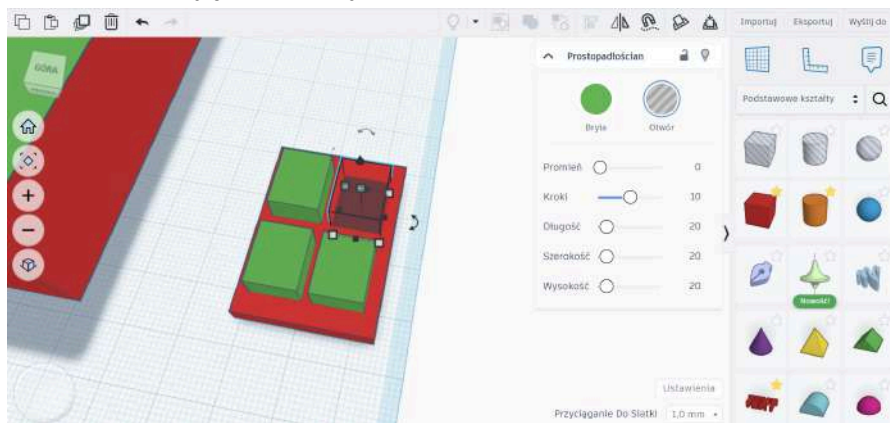 Importuj Eksportuj Wyślij do
GÓRA
Prostopadłościan
Bryła Otwór
Promień 0
Kroki 10
Długość 20
Szerokość 20
Wysokość 20
Ustawienia
Przyciąganie Do Siatki 1,0 mm
Podstawowe kształty
Nowość!